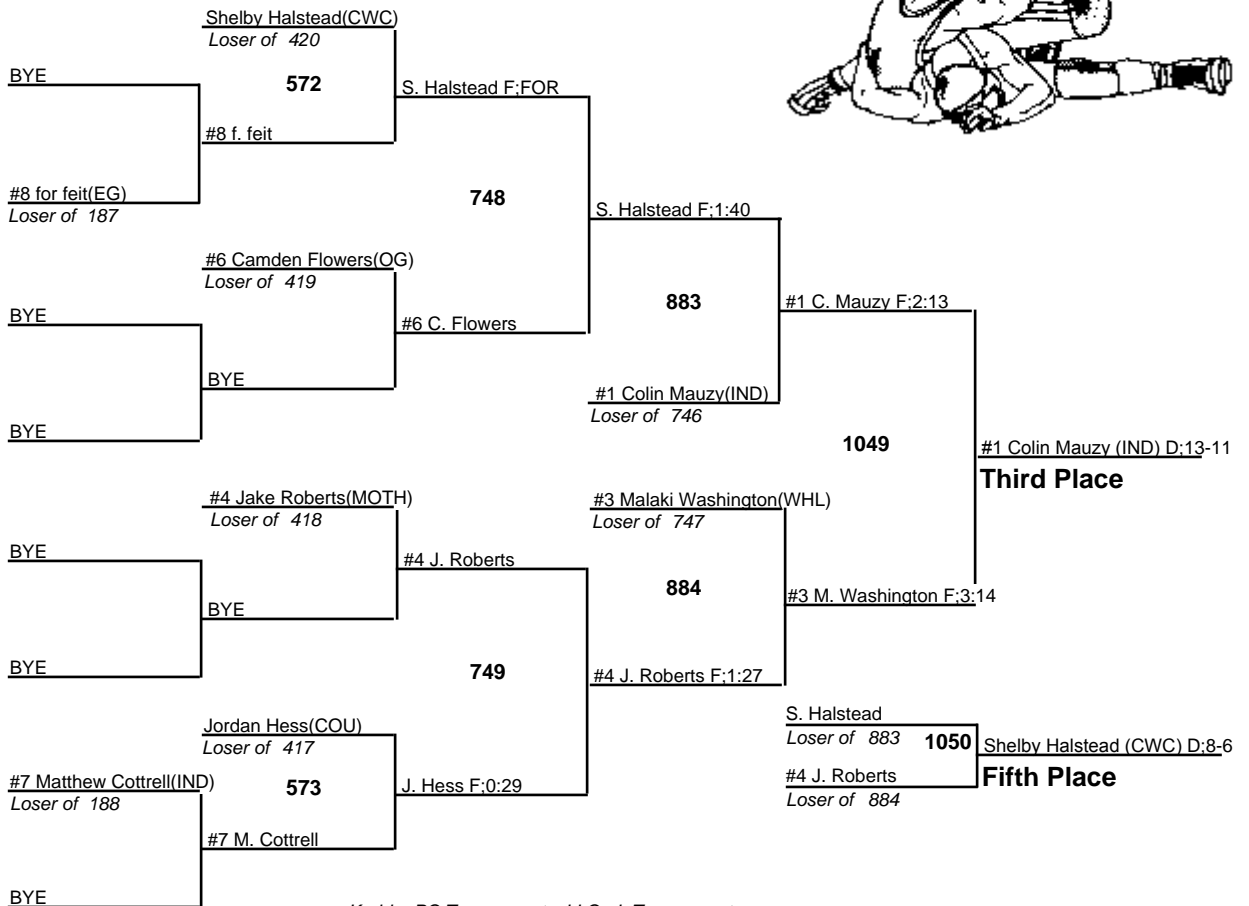 Shelby Halstead(CWC)
Loser of 420
BYE
572
S. Halstead F;FOR
#8 f. feit
#8 for feit(EG)
Loser of 187
748
S. Halstead F;1:40
#6 Camden Flowers(OG)
Loser of 419
883
#1 C. Mauzy F;2:13
BYE
#6 C. Flowers
BYE
#1 Colin Mauzy(IND)
Loser of 746
BYE
1049
#1 Colin Mauzy (IND) D;13-11
Third Place
#4 Jake Roberts(MOTH)
Loser of 418
#3 Malaki Washington(WHL)
Loser of 747
BYE
#4 J. Roberts
884
#3 M. Washington F;3:14
BYE
BYE
749
#4 J. Roberts F;1:27
Jordan Hess(COU)
Loser of 417
S. Halstead
Loser of 883
1050
Shelby Halstead (CWC) D;8-6
Fifth Place
#7 Matthew Cottrell(IND)
Loser of 188
573
J. Hess F;0:29
#4 J. Roberts
Loser of 884
#7 M. Cottrell
BYE